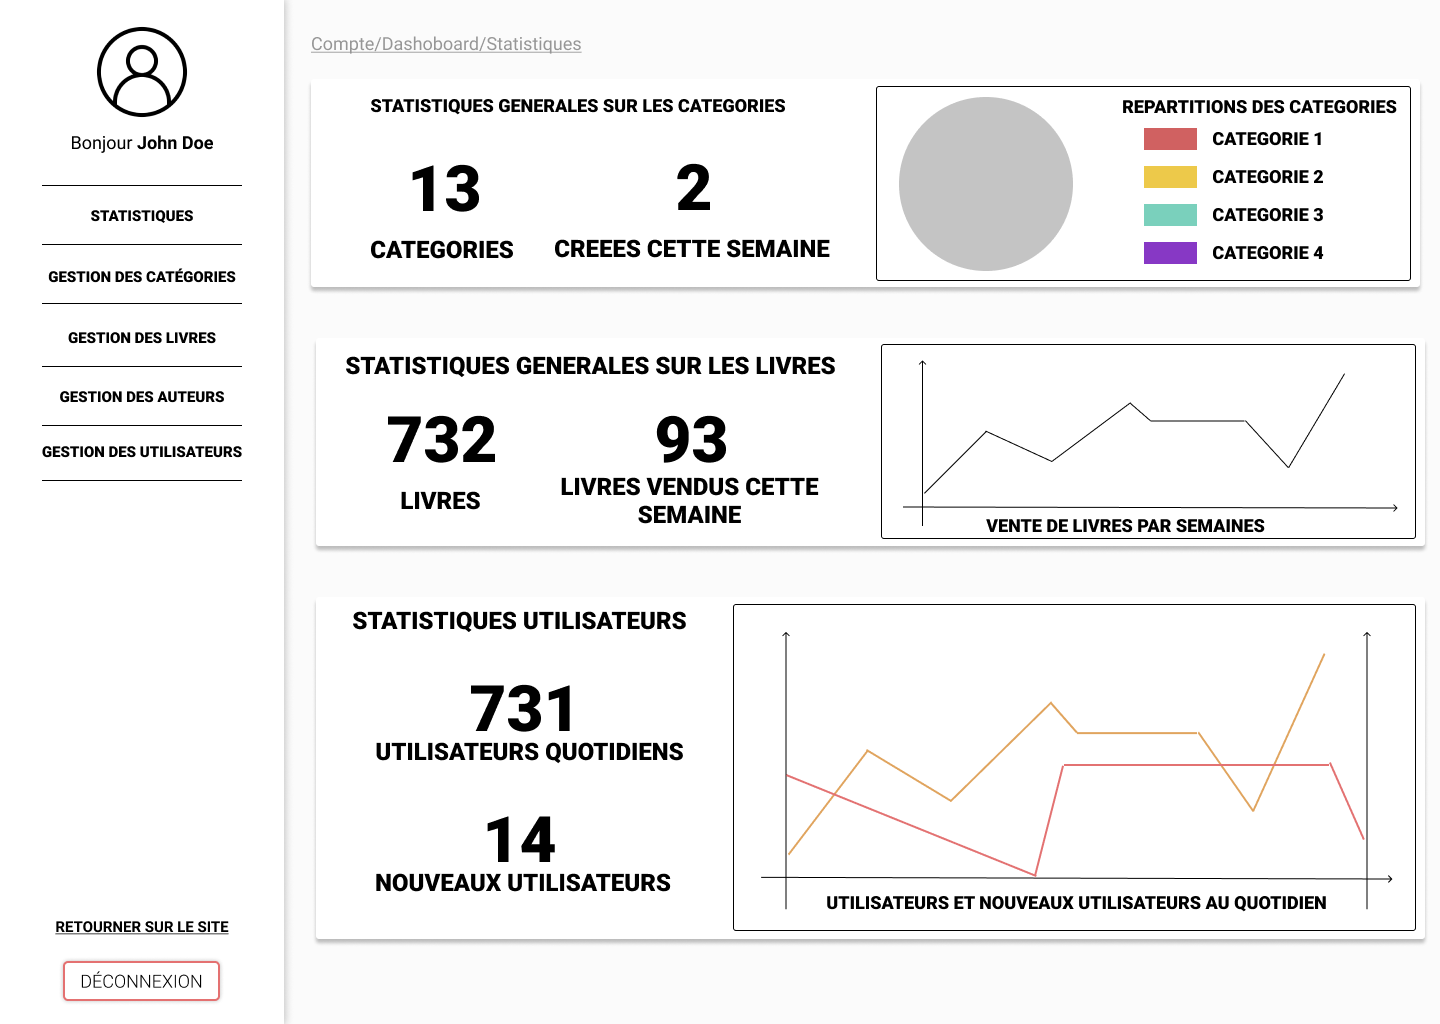 Bonjour John Doe
STATISTIQUES
GESTION DES CATÉGORIES
GESTION DES LIVRES
GESTION DES AUTEURS
GESTION DES UTILISATEURS
RETOURNER SUR LE SITE
DÉCONNEXION
Compte/Dashoboard/Statistiques
STATISTIQUES GENERALES SUR LES CATEGORIES
13
CATEGORIES
2
CREEES CETTE SEMAINE
REPARTITIONS DES CATEGORIES
CATEGORIE 1
CATEGORIE 2
CATEGORIE 3
CATEGORIE 4
STATISTIQUES GENERALES SUR LES LIVRES
732
LIVRES
93
LIVRES VENDUS CETTE
SEMAINE
VENTE DE LIVRES PAR SEMAINES
STATISTIQUES UTILISATEURS
731
UTILISATEURS QUOTIDIENS
14
NOUVEAUX UTILISATEURS
UTILISATEURS ET NOUVEAUX UTILISATEURS AU QUOTIDIEN